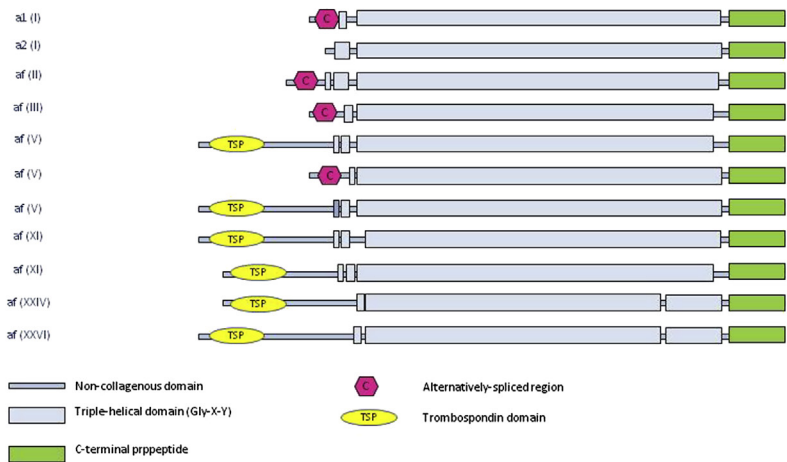 a1 (I)
C
a2 (I)
af (II)
C
af (III)
C
af (V)
TSP
af (V)
C
af (V)
TSP
af (XI)
TSP
af (XI)
TSP
af (XXIV)
TSP
af (XXVI)
TSP
Non-collagenous domain
C
Alternatively-spliced region
Triple-helical domain (Gly-X-Y)
TSP
Trombospondin domain
C-terminal prppeptide